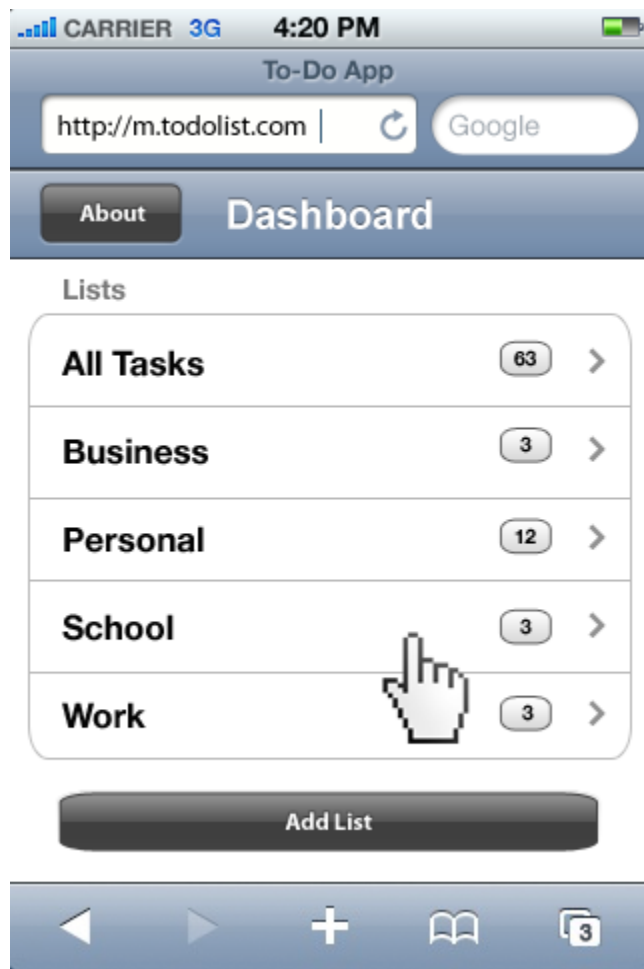 CARRIER 3G 4:20 PM
To-Do App
http://m.todolist.com Google
About Dashboard
Lists
All Tasks 63
Business 3
Personal 12
School 3
Work 3
Add List
3